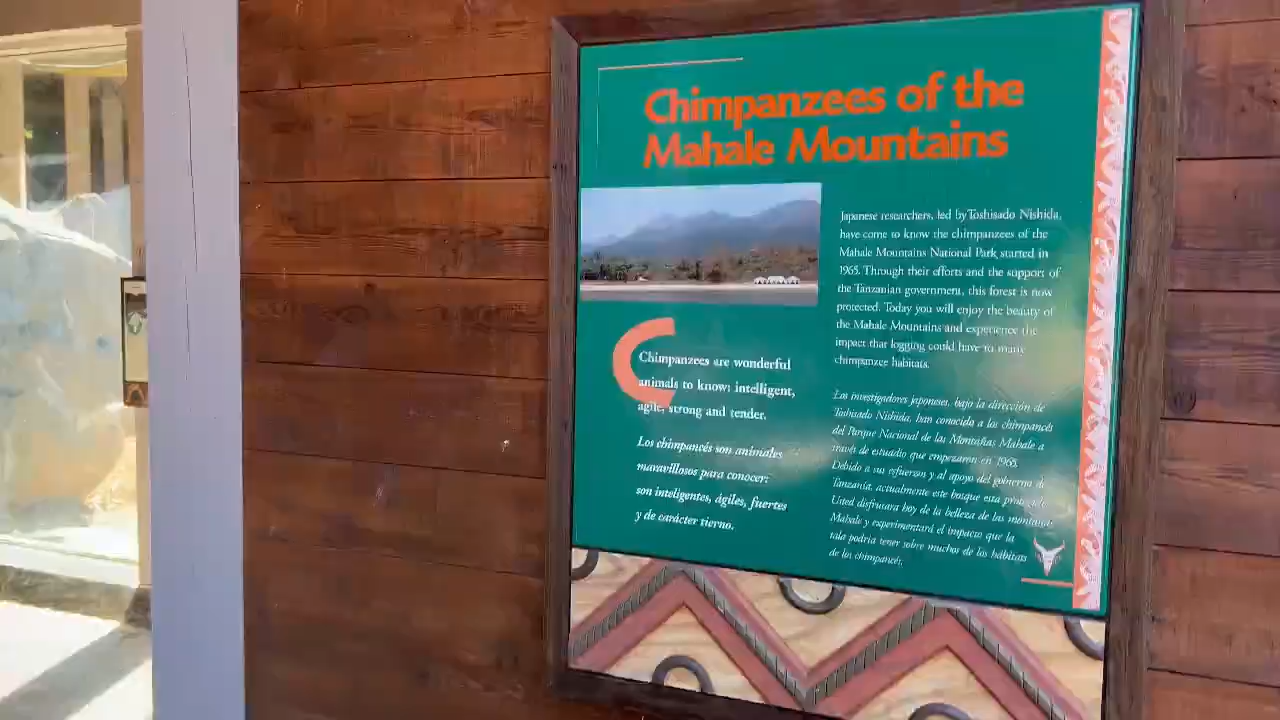 Chimpanzees of the
Mahale Mountains
Japanese researchers, led by Toshisado Nishida,
have come to know the chimpanzees of the
Mahale Mountains National Park started in
1965. Through their efforts and the support of
the Tanzanian government, this forest is now
protected. Today you will enjoy the beauty of
the Mahale Mountains and experience the
impact that logging could have to many
chimpanzee habitats.
Chimpanzees are wonderful
animals to know: intelligent,
agile, strong and tender.
Los chimpancés son animales
maravillosos para conocer:
son inteligentes, ágiles, fuertes
y de carácter tierno.
Los investigadores japoneses, bajo la dirección de
Toshisado Nishida, han conocido a los chimpancés
del Parque Nacional de las Montañas Mahale a
través de estuadio que empezaron en 1965.
Debido a sus esfuerzos y al apoyo del gobierno de
Tanzanía, actualmente este bosque esta
Usted disfrutara hoy de la belleza de las montañas
Mahale y experimentará el impacto que la
tala podría tener sobre muchos de los hábitats
de los chimpancés.